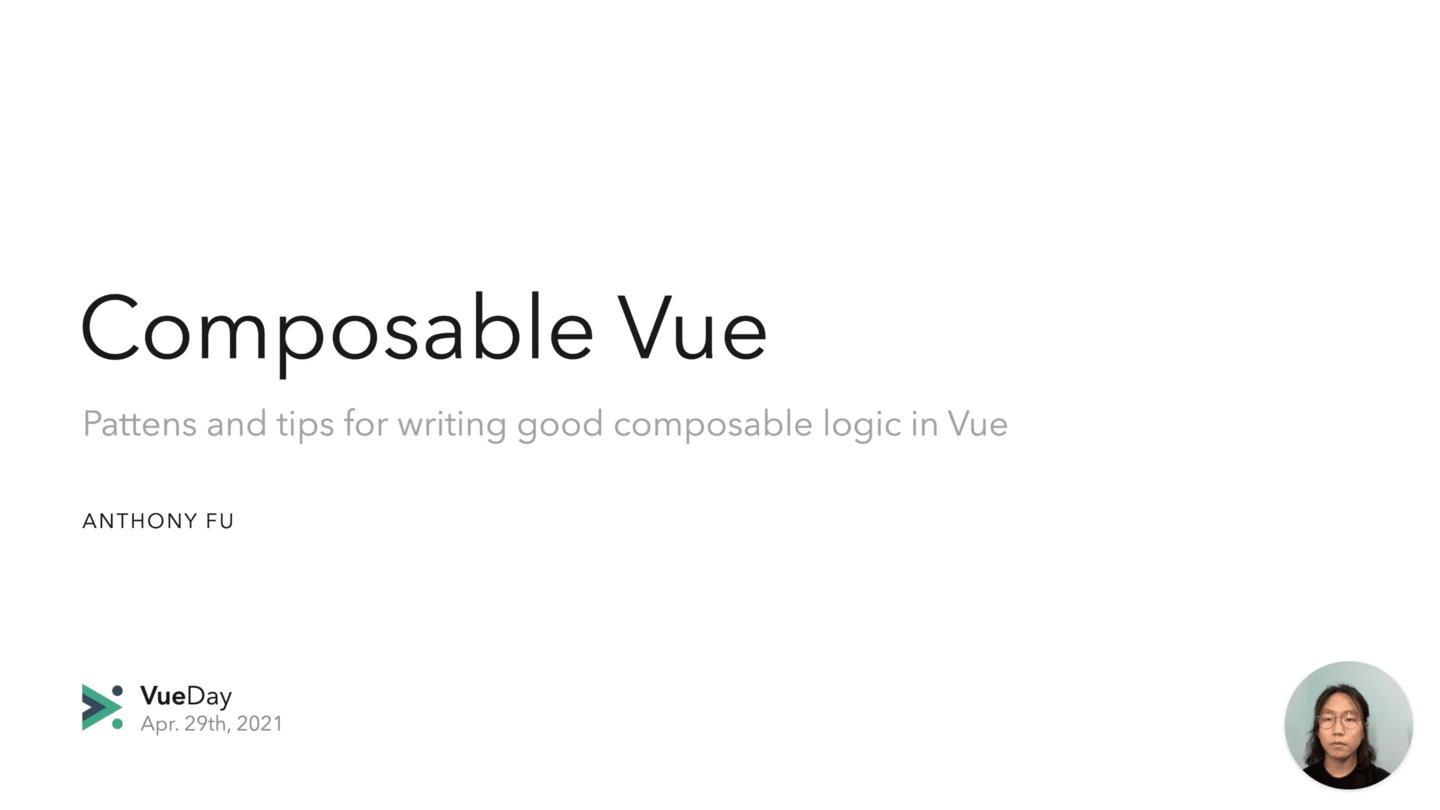 Composable Vue
Pattens and tips for writing good composable logic in Vue
ANTHONY FU
VueDay
Apr. 29th, 2021